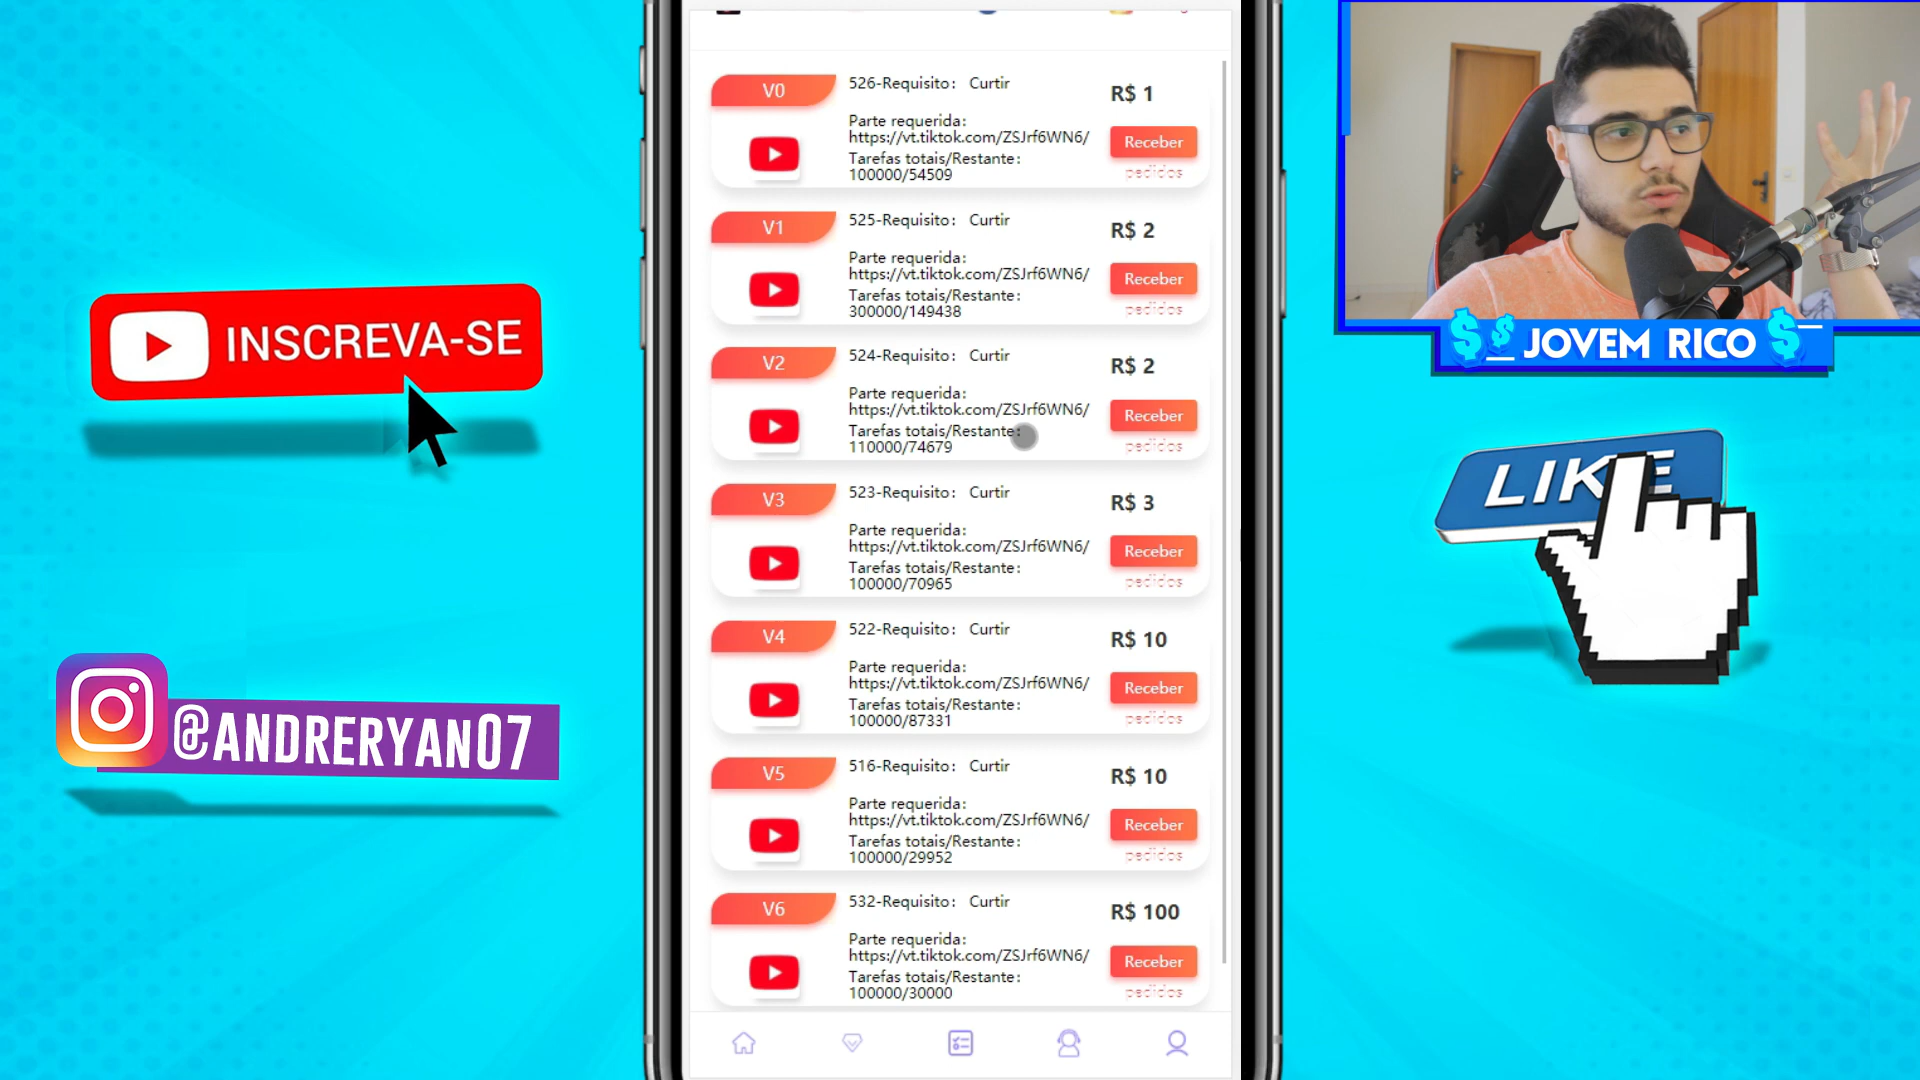 V0
526-Requisito: Curtir
R$ 1
Parte requerida:
https://vt.tiktok.com/ZSJrf6WN6/
Tarefas totais/Restante:
100000/54509
Receber
pedidos
V1
525-Requisito: Curtir
R$ 2
Parte requerida:
https://vt.tiktok.com/ZSJrf6WN6/
Tarefas totais/Restante:
300000/149438
Receber
pedidos
V2
524-Requisito: Curtir
R$ 2
Parte requerida:
https://vt.tiktok.com/ZSJrf6WN6/
Tarefas totais/Restante:
110000/74679
Receber
pedidos
V3
523-Requisito: Curtir
R$ 3
Parte requerida:
https://vt.tiktok.com/ZSJrf6WN6/
Tarefas totais/Restante:
100000/70965
Receber
pedidos
V4
522-Requisito: Curtir
R$ 10
Parte requerida:
https://vt.tiktok.com/ZSJrf6WN6/
Tarefas totais/Restante:
100000/87331
Receber
pedidos
V5
516-Requisito: Curtir
R$ 10
Parte requerida:
https://vt.tiktok.com/ZSJrf6WN6/
Tarefas totais/Restante:
100000/29952
Receber
pedidos
V6
532-Requisito: Curtir
R$ 100
Parte requerida:
https://vt.tiktok.com/ZSJrf6WN6/
Tarefas totais/Restante:
100000/30000
Receber
pedidos
INSCREVA-SE
@ANDRERYAN07
$$_JOVEM RICO $
LIKE